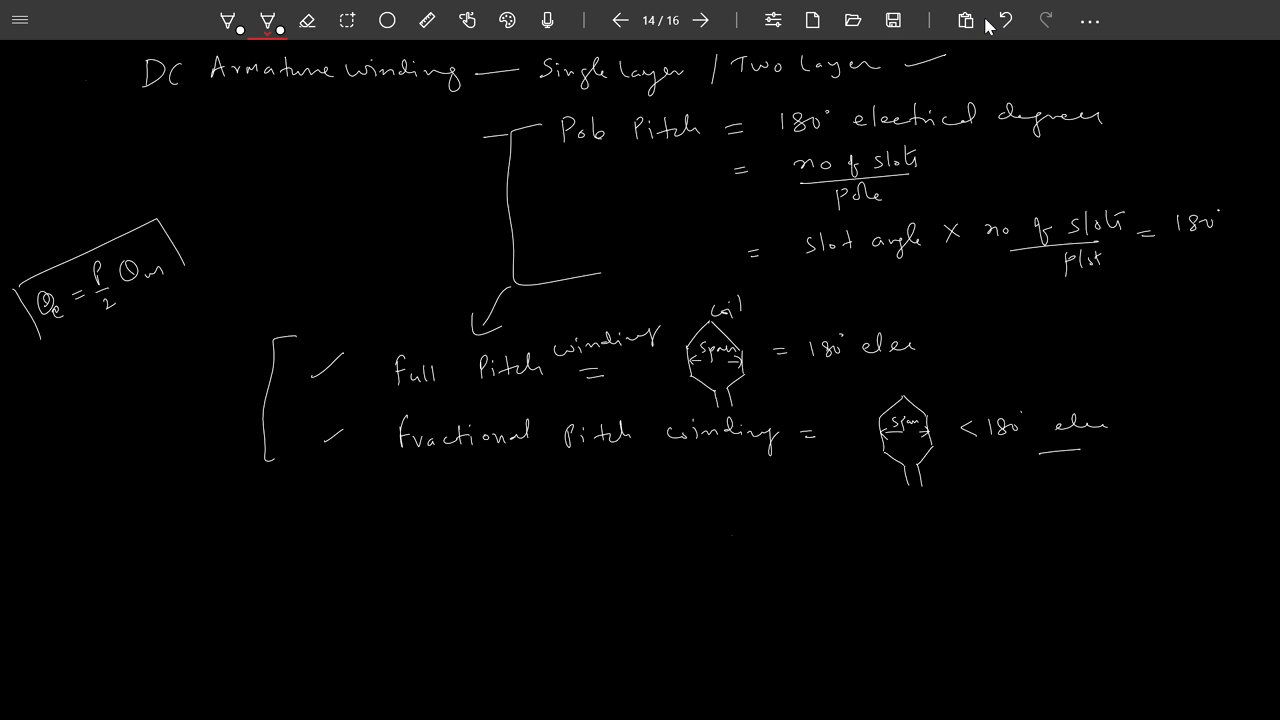 14 / 16
DC Armature winding — Single layer / Two Layer ✓
Pole Pitch = 180° electrical degrees
= no of slots / pole
= slot angle × no of slots / plot = 180°
θe = P/2 θm
coil
✓ full Pitch winding = span = 180° elec
✓ fractional pitch winding = span < 180° elec